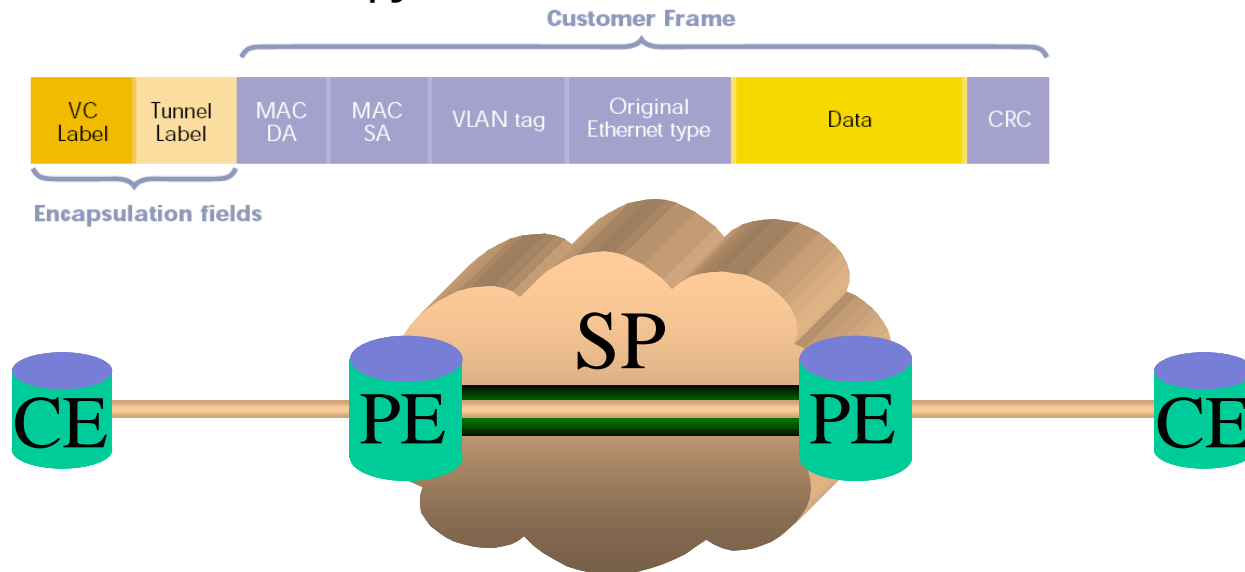 Customer Frame
VC
Label
Tunnel
Label
MAC
DA
MAC
SA
VLAN tag
Original
Ethernet type
Data
CRC
Encapsulation fields
SP
CE
PE
PE
CE